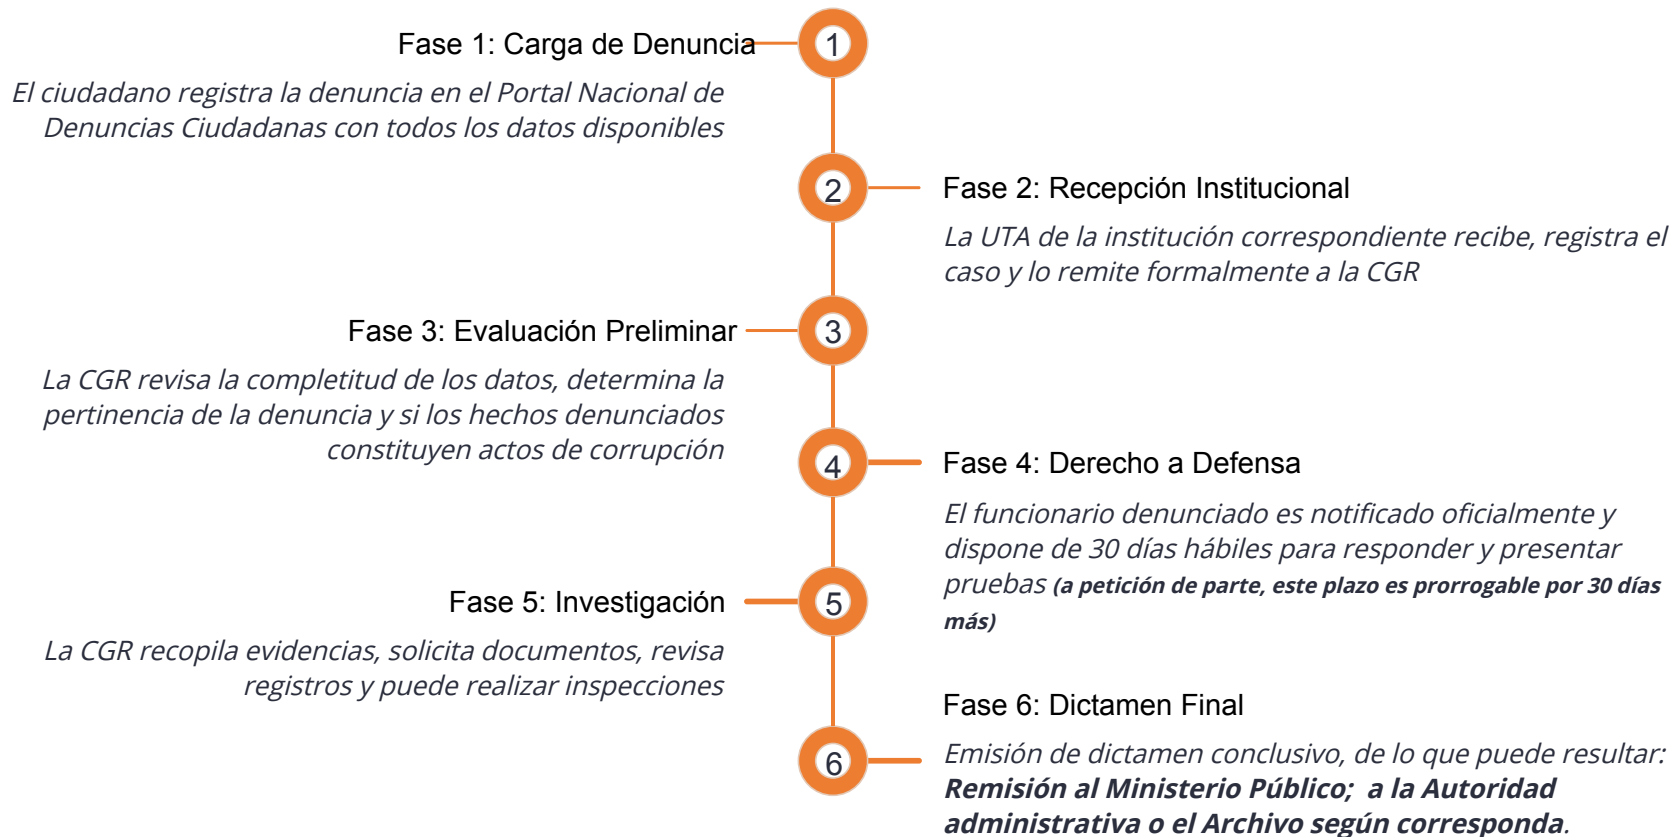 Fase 1: Carga de Denuncia
1
El ciudadano registra la denuncia en el Portal Nacional de
Denuncias Ciudadanas con todos los datos disponibles
2
Fase 2: Recepción Institucional
La UTA de la institución correspondiente recibe, registra el
caso y lo remite formalmente a la CGR
Fase 3: Evaluación Preliminar
3
La CGR revisa la completitud de los datos, determina la
pertinencia de la denuncia y si los hechos denunciados
constituyen actos de corrupción
4
Fase 4: Derecho a Defensa
El funcionario denunciado es notificado oficialmente y
dispone de 30 días hábiles para responder y presentar
pruebas (a petición de parte, este plazo es prorrogable por 30 días
más)
Fase 5: Investigación
5
La CGR recopila evidencias, solicita documentos, revisa
registros y puede realizar inspecciones
Fase 6: Dictamen Final
6
Emisión de dictamen conclusivo, de lo que puede resultar:
Remisión al Ministerio Público; a la Autoridad
administrativa o el Archivo según corresponda.